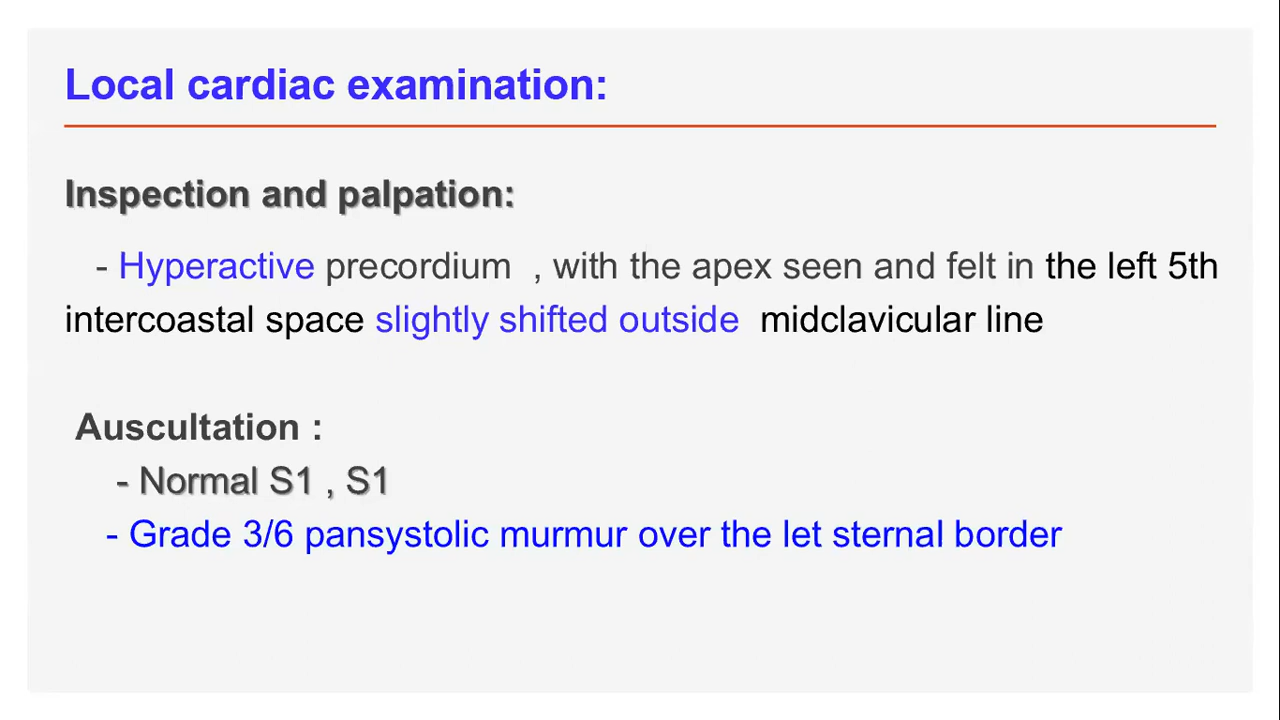 Local cardiac examination:
Inspection and palpation:
- Hyperactive precordium , with the apex seen and felt in the left 5th
intercoastal space slightly shifted outside midclavicular line
Auscultation :
- Normal S1 , S1
- Grade 3/6 pansystolic murmur over the let sternal border